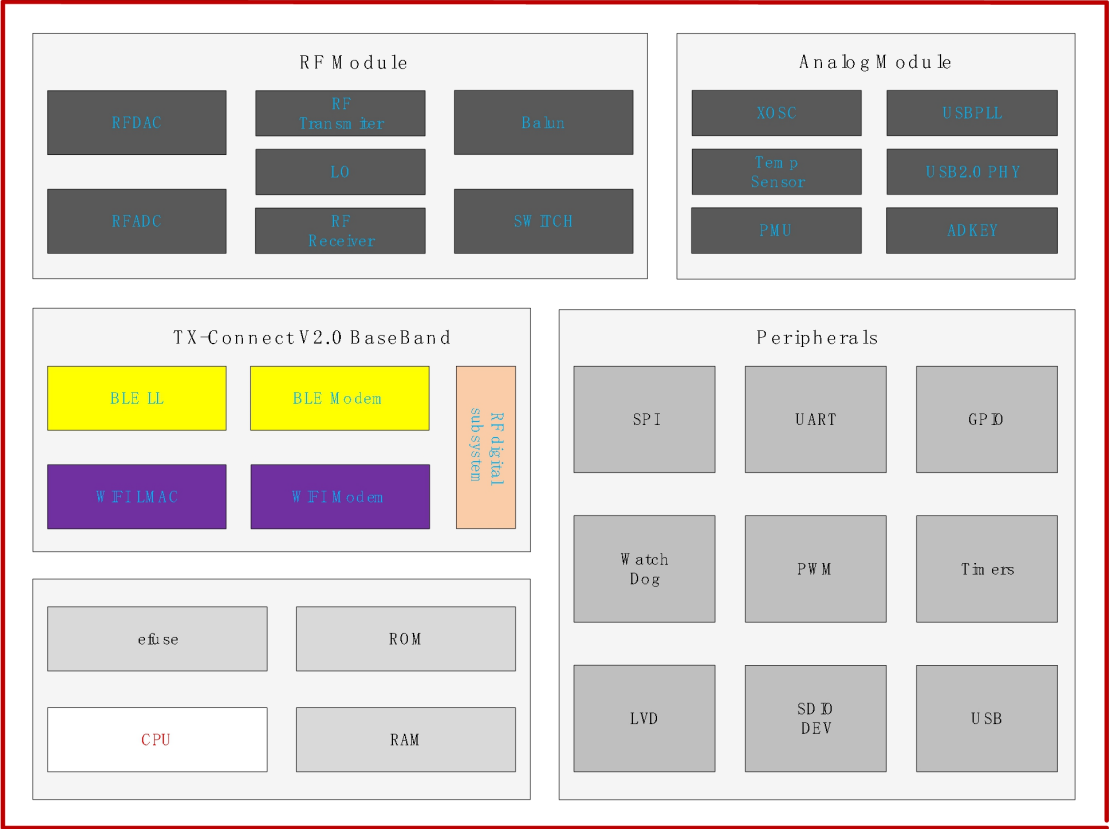 RF Module
RFDAC
RF
Transmiter
Balun
LO
RFADC
RF
Receiver
SWITCH
Analog Module
XOSC
USBPLL
Temp
Sensor
USB2.0 PHY
PMU
ADKEY
TX-Connect V2.0 BaseBand
BLE LL
BLE Modem
RF digital
subsystem
WIFI LMAC
WIFI Modem
Peripherals
SPI
UART
GPIO
Watch
Dog
PWM
Timers
LVD
SDIO
DEV
USB
efuse
ROM
CPU
RAM